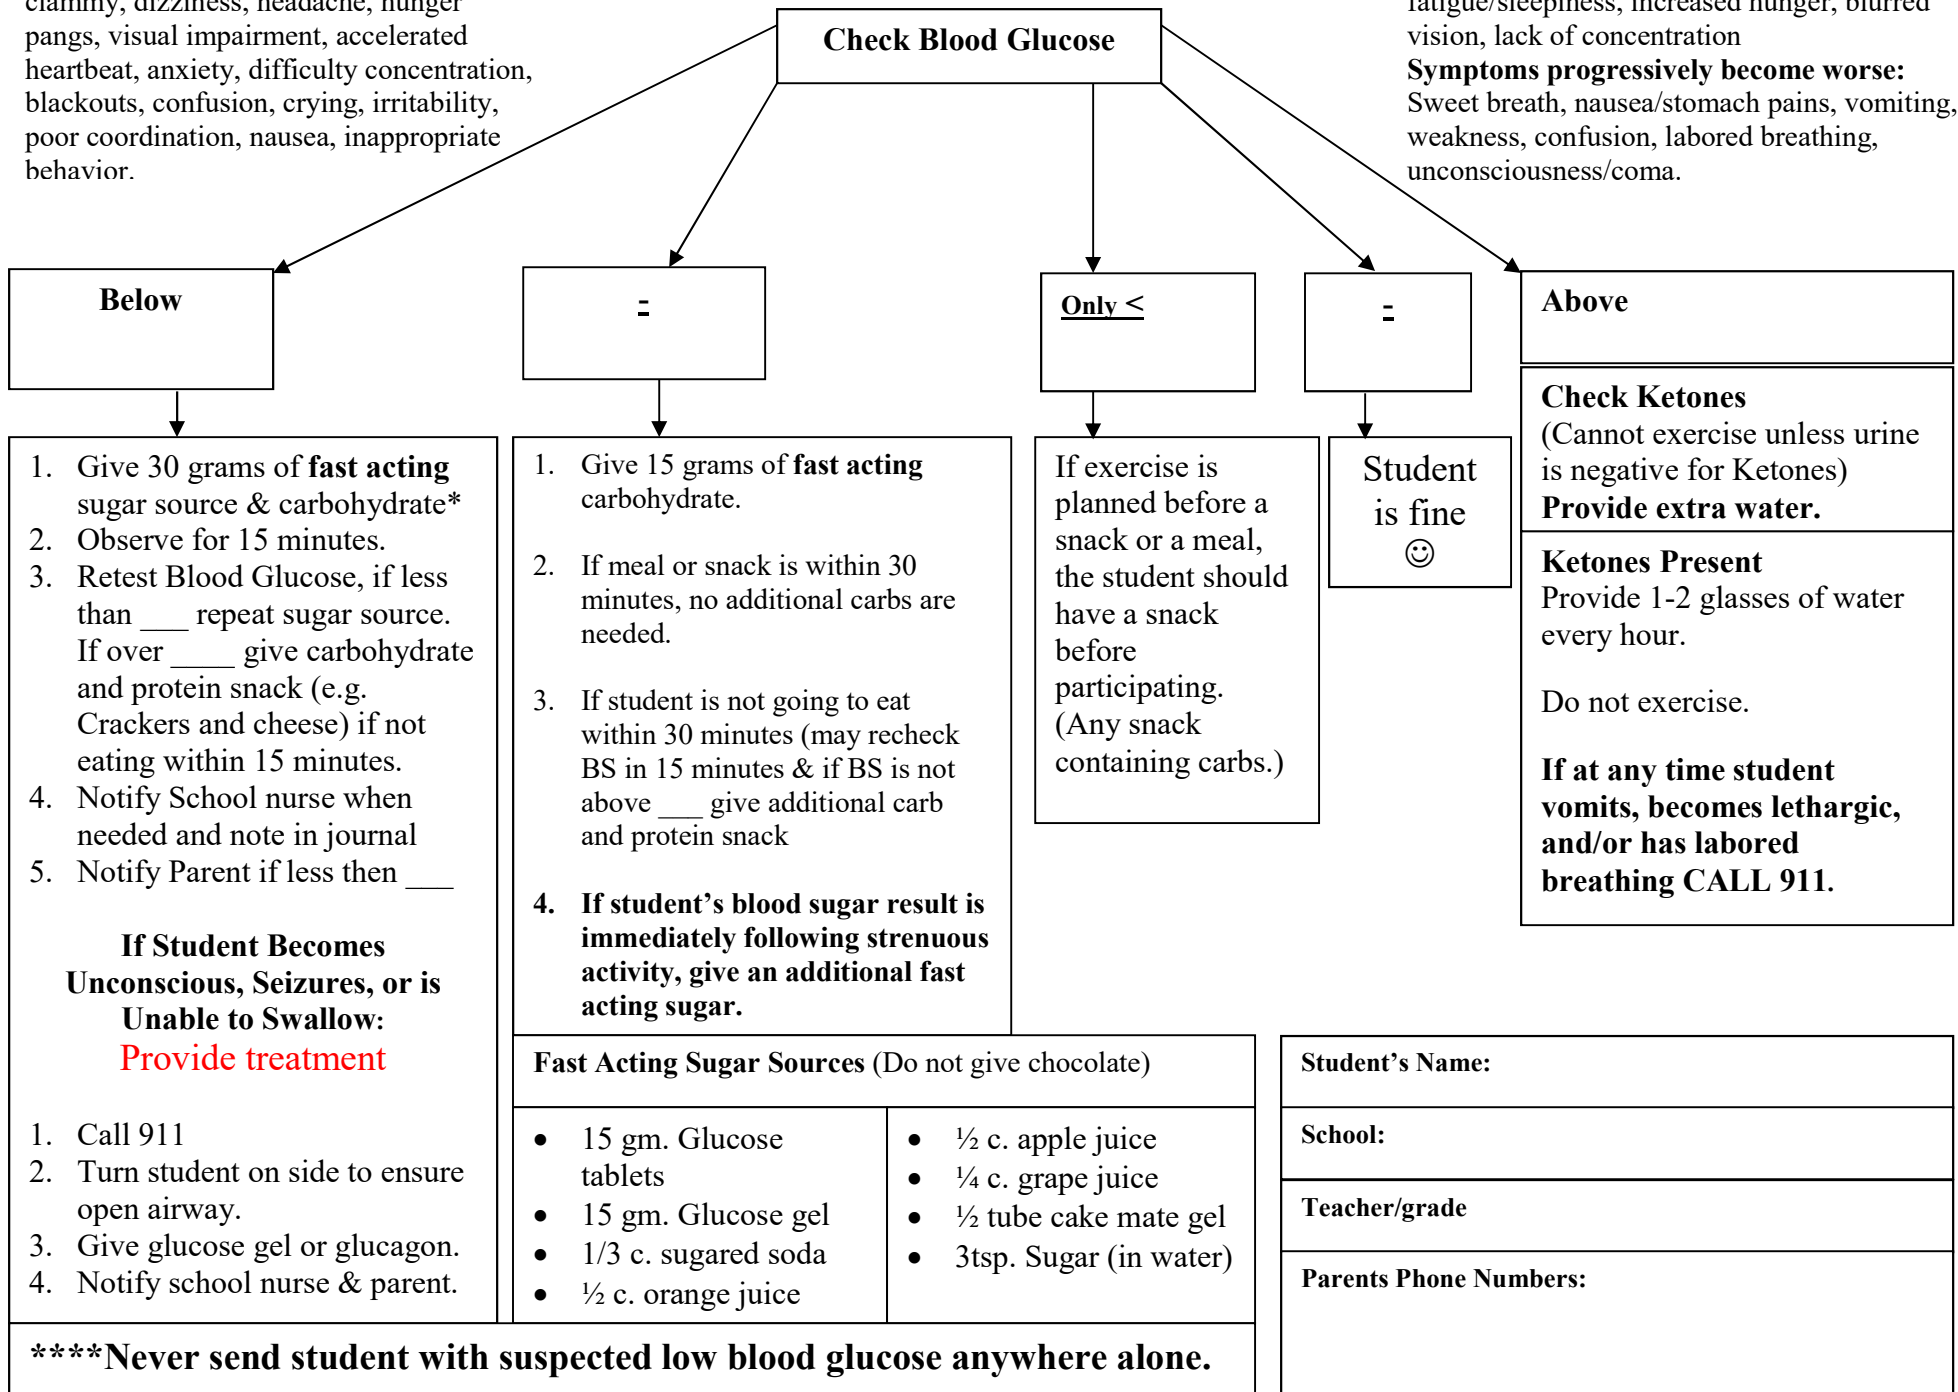 clammy, dizziness, headache, hunger
pangs, visual impairment, accelerated
heartbeat, anxiety, difficulty concentration,
blackouts, confusion, crying, irritability,
poor coordination, nausea, inappropriate
behavior.
Check Blood Glucose
fatigue/sleepiness, increased hunger, blurred
vision, lack of concentration
Symptoms progressively become worse:
Sweet breath, nausea/stomach pains, vomiting,
weakness, confusion, labored breathing,
unconsciousness/coma.
Below
-
Only <
-
Above
1. Give 30 grams of fast acting
sugar source & carbohydrate*
2. Observe for 15 minutes.
3. Retest Blood Glucose, if less
than ___ repeat sugar source.
If over ____ give carbohydrate
and protein snack (e.g.
Crackers and cheese) if not
eating within 15 minutes.
4. Notify School nurse when
needed and note in journal
5. Notify Parent if less then ___
If Student Becomes
Unconscious, Seizures, or is
Unable to Swallow:
Provide treatment
1. Call 911
2. Turn student on side to ensure
open airway.
3. Give glucose gel or glucagon.
4. Notify school nurse & parent.
1. Give 15 grams of fast acting
carbohydrate.
2. If meal or snack is within 30
minutes, no additional carbs are
needed.
3. If student is not going to eat
within 30 minutes (may recheck
BS in 15 minutes & if BS is not
above ___ give additional carb
and protein snack
4. If student’s blood sugar result is
immediately following strenuous
activity, give an additional fast
acting sugar.
If exercise is
planned before a
snack or a meal,
the student should
have a snack
before
participating.
(Any snack
containing carbs.)
Student
is fine
☺
Check Ketones
(Cannot exercise unless urine
is negative for Ketones)
Provide extra water.
Ketones Present
Provide 1-2 glasses of water
every hour.
Do not exercise.
If at any time student
vomits, becomes lethargic,
and/or has labored
breathing CALL 911.
Fast Acting Sugar Sources (Do not give chocolate)
• 15 gm. Glucose
tablets
• 15 gm. Glucose gel
• 1/3 c. sugared soda
• ½ c. orange juice
• ½ c. apple juice
• ¼ c. grape juice
• ½ tube cake mate gel
• 3tsp. Sugar (in water)
Student’s Name:
School:
Teacher/grade
Parents Phone Numbers:
****Never send student with suspected low blood glucose anywhere alone.